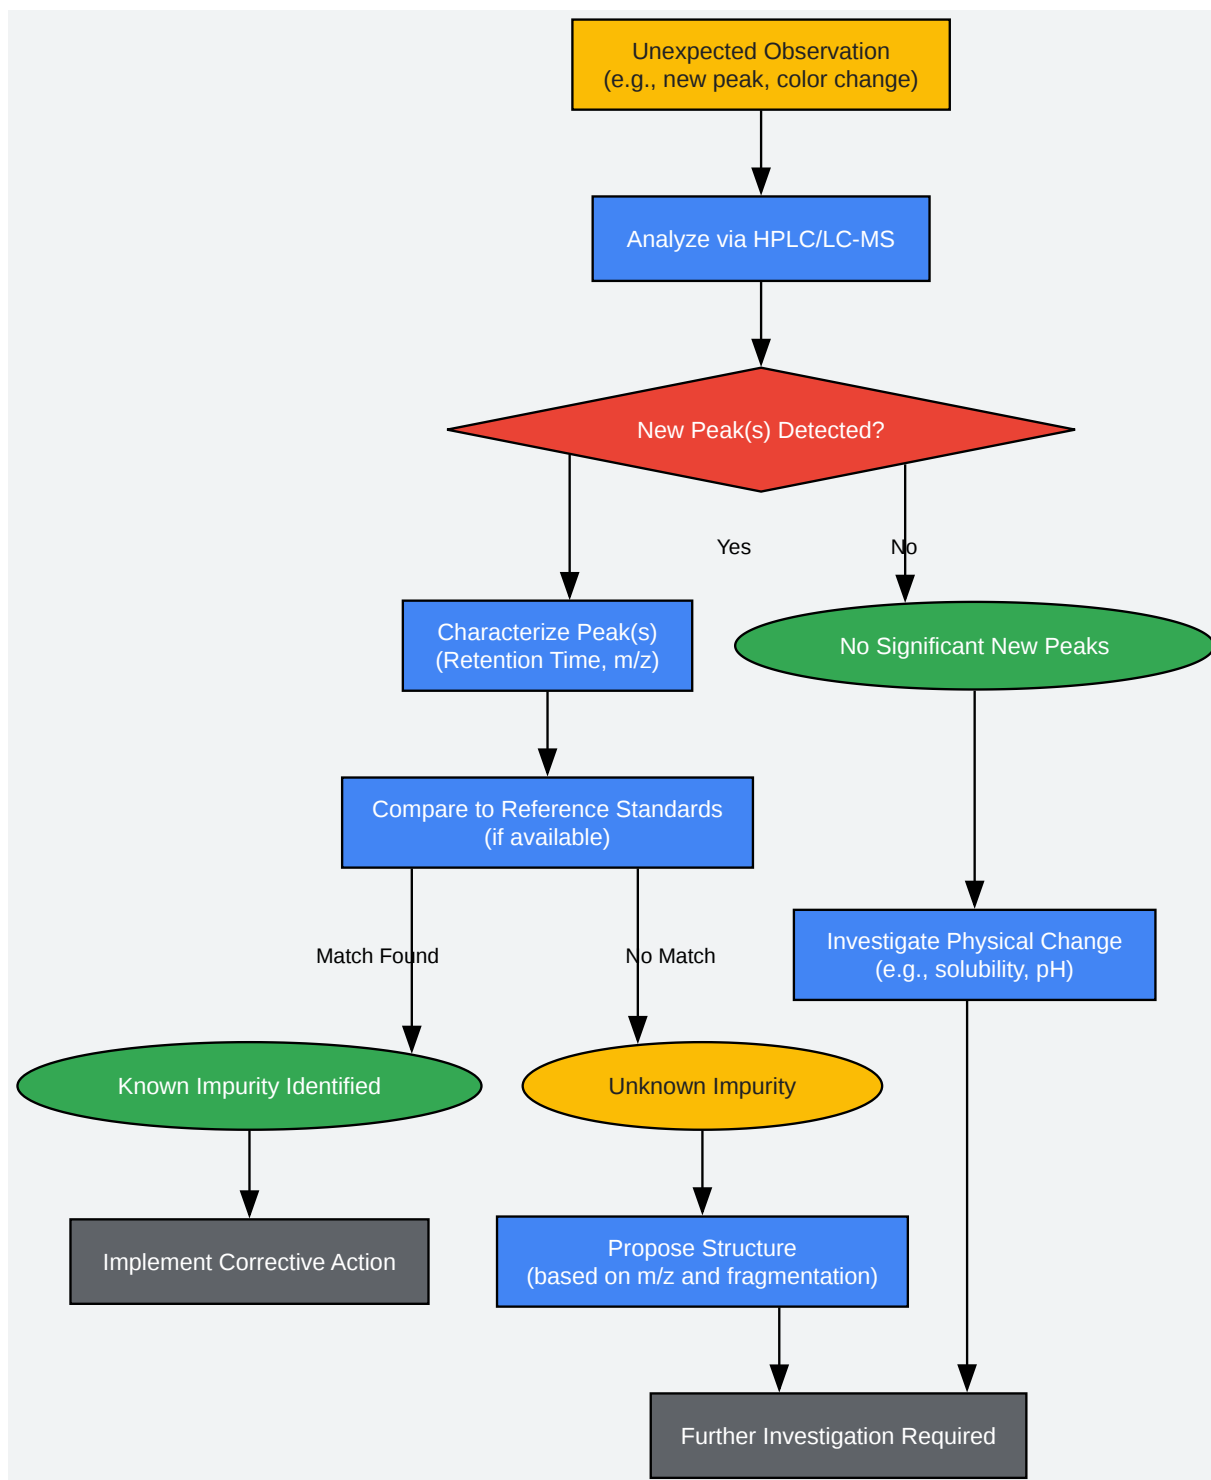 Unexpected Observation
(e.g., new peak, color change)
Analyze via HPLC/LC-MS
New Peak(s) Detected?
Yes
No
Characterize Peak(s)
(Retention Time, m/z)
No Significant New Peaks
Compare to Reference Standards
(if available)
Investigate Physical Change
(e.g., solubility, pH)
Match Found
No Match
Known Impurity Identified
Unknown Impurity
Implement Corrective Action
Propose Structure
(based on m/z and fragmentation)
Further Investigation Required